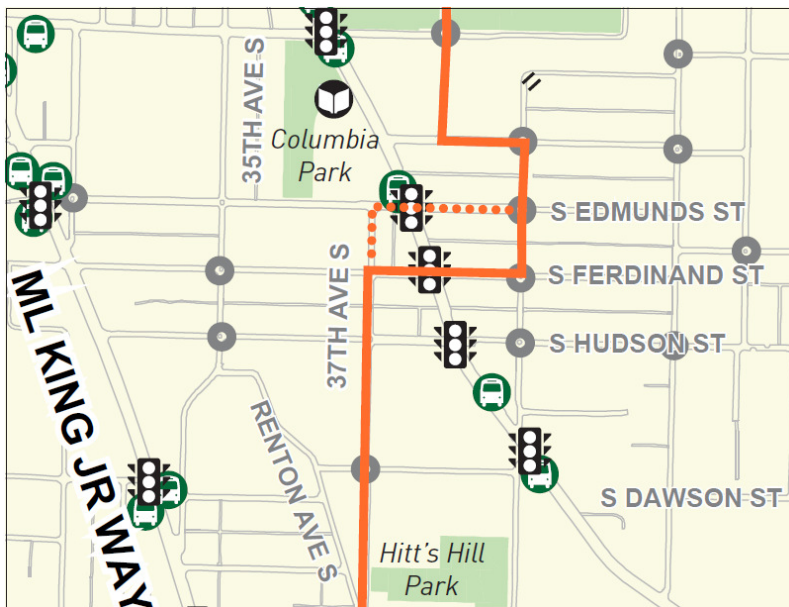 35TH AVE S
Columbia
Park
S EDMUNDS ST
37TH AVE S
S FERDINAND ST
S HUDSON ST
ML KING JR WAY
RENTON AVE S
S DAWSON ST
Hitt's Hill
Park